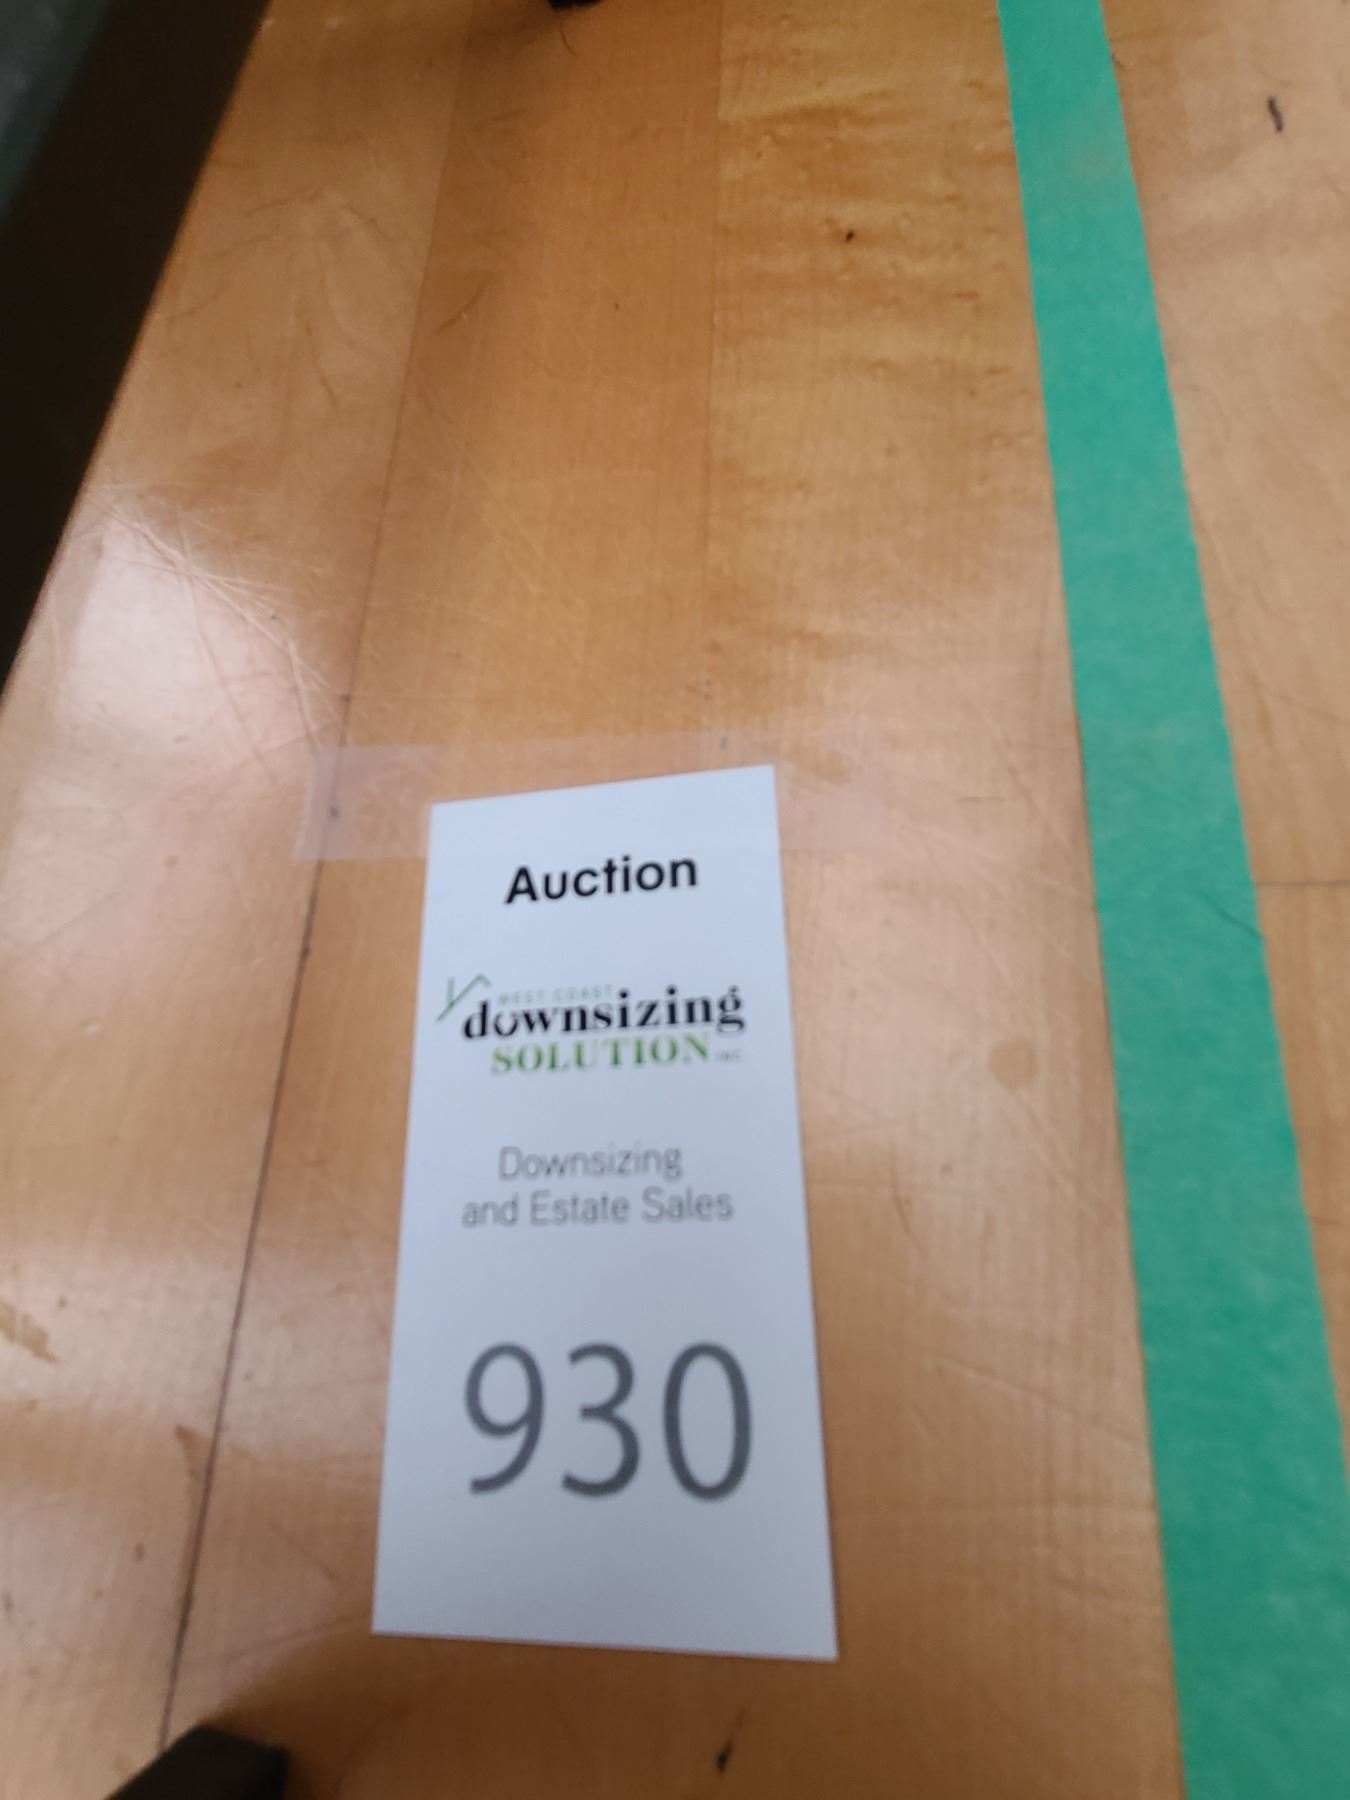 Auction
WEST COAST
downsizing
SOLUTION INC.
Downsizing
and Estate Sales
930